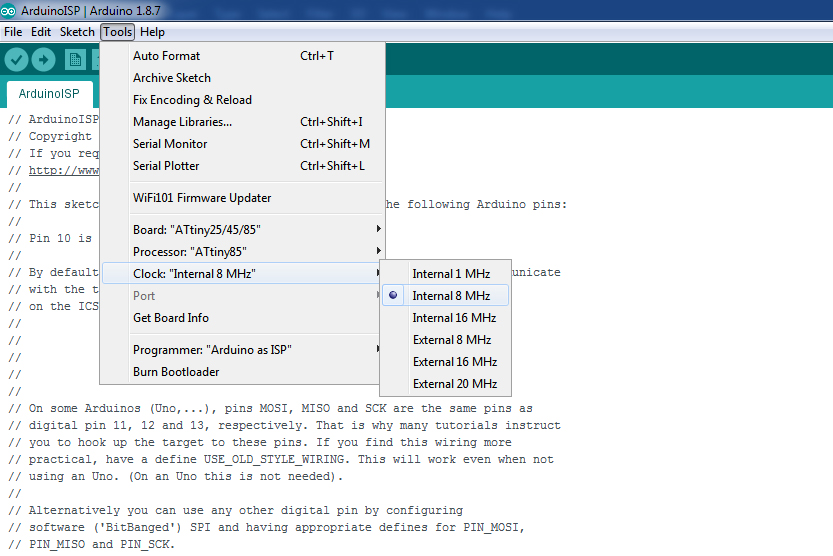 ArduinoISP | Arduino 1.8.7
File Edit Sketch Tools Help
ArduinoISP
Auto Format Ctrl+T
Archive Sketch
Fix Encoding & Reload
Manage Libraries... Ctrl+Shift+I
Serial Monitor Ctrl+Shift+M
Serial Plotter Ctrl+Shift+L
WiFi101 Firmware Updater
Board: "ATtiny25/45/85"
Processor: "ATtiny85"
Clock: "Internal 8 MHz"
Port
Get Board Info
Programmer: "Arduino as ISP"
Burn Bootloader
Internal 1 MHz
Internal 8 MHz
Internal 16 MHz
External 8 MHz
External 16 MHz
External 20 MHz
// ArduinoISP
// Copyright
// If you req
// http://www
//
// This sketc he following Arduino pins:
//
// Pin 10 is
//
// By default unicate
// with the t
// on the ICS
//
//
//
//
//
// On some Arduinos (Uno,...), pins MOSI, MISO and SCK are the same pins as
// digital pin 11, 12 and 13, respectively. That is why many tutorials instruct
// you to hook up the target to these pins. If you find this wiring more
// practical, have a define USE_OLD_STYLE_WIRING. This will work even when not
// using an Uno. (On an Uno this is not needed).
//
// Alternatively you can use any other digital pin by configuring
// software ('BitBanged') SPI and having appropriate defines for PIN_MOSI,
// PIN_MISO and PIN_SCK.